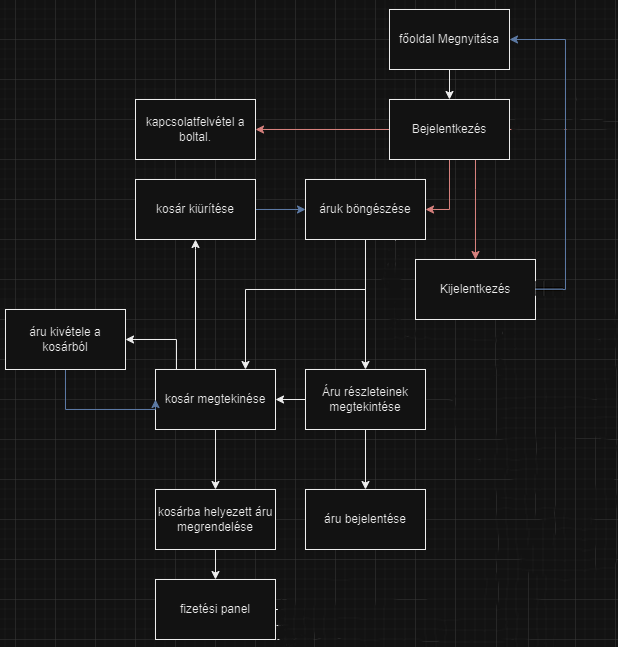 főoldal Megnyitása
kapcsolatfelvétel a
boltal.
Bejelentkezés
kosár kiürítése
áruk böngészése
Kijelentkezés
áru kivétele a
kosárból
kosár megtekinése
Áru részleteinek
megtekintése
kosárba helyezett áru
megrendelése
áru bejelentése
fizetési panel